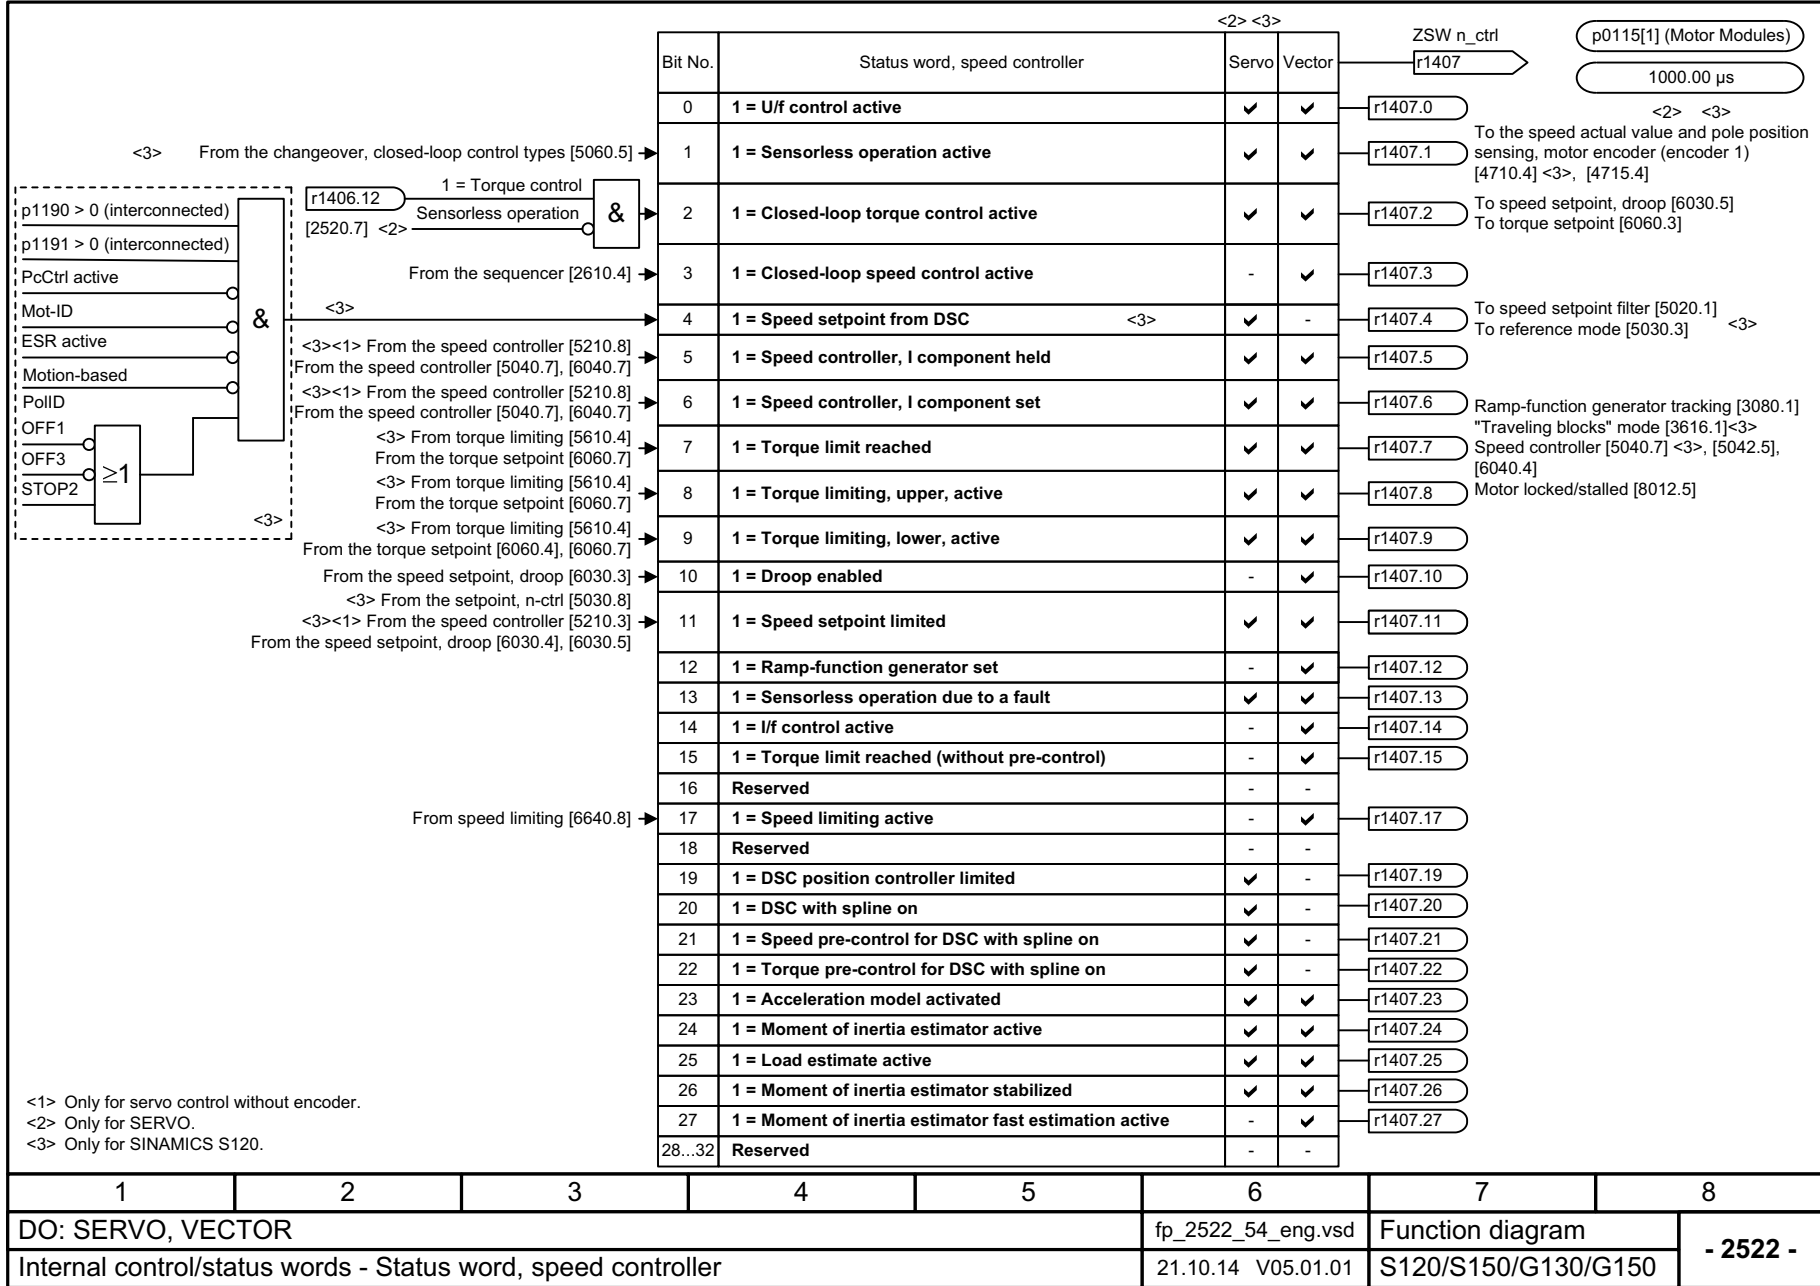 <2> <3>
Bit No.
Status word, speed controller
Servo
Vector
ZSW n_ctrl
r1407
p0115[1] (Motor Modules)
1000.00 µs
<2> <3>
0
1 = U/f control active
✔
✔
r1407.0
<3> From the changeover, closed-loop control types [5060.5]
1
1 = Sensorless operation active
✔
✔
r1407.1
To the speed actual value and pole position
sensing, motor encoder (encoder 1)
[4710.4] <3>, [4715.4]
r1406.12
1 = Torque control
Sensorless operation
[2520.7] <2>
&
2
1 = Closed-loop torque control active
✔
✔
r1407.2
To speed setpoint, droop [6030.5]
To torque setpoint [6060.3]
From the sequencer [2610.4]
3
1 = Closed-loop speed control active
-
✔
r1407.3
p1190 > 0 (interconnected)
p1191 > 0 (interconnected)
PcCtrl active
Mot-ID
ESR active
Motion-based
PolID
OFF1
OFF3
STOP2
≥1
&
<3>
<3>
4
1 = Speed setpoint from DSC <3>
✔
-
r1407.4
To speed setpoint filter [5020.1]
To reference mode [5030.3] <3>
<3><1> From the speed controller [5210.8]
From the speed controller [5040.7], [6040.7]
5
1 = Speed controller, I component held
✔
✔
r1407.5
<3><1> From the speed controller [5210.8]
From the speed controller [5040.7], [6040.7]
6
1 = Speed controller, I component set
✔
✔
r1407.6
<3> From torque limiting [5610.4]
From the torque setpoint [6060.7]
7
1 = Torque limit reached
✔
✔
r1407.7
Ramp-function generator tracking [3080.1]
"Traveling blocks" mode [3616.1]<3>
Speed controller [5040.7] <3>, [5042.5],
[6040.4]
Motor locked/stalled [8012.5]
<3> From torque limiting [5610.4]
From the torque setpoint [6060.7]
8
1 = Torque limiting, upper, active
✔
✔
r1407.8
<3> From torque limiting [5610.4]
From the torque setpoint [6060.4], [6060.7]
9
1 = Torque limiting, lower, active
✔
✔
r1407.9
From the speed setpoint, droop [6030.3]
10
1 = Droop enabled
-
✔
r1407.10
<3> From the setpoint, n-ctrl [5030.8]
<3><1> From the speed controller [5210.3]
From the speed setpoint, droop [6030.4], [6030.5]
11
1 = Speed setpoint limited
✔
✔
r1407.11
12
1 = Ramp-function generator set
-
✔
r1407.12
13
1 = Sensorless operation due to a fault
✔
✔
r1407.13
14
1 = I/f control active
-
✔
r1407.14
15
1 = Torque limit reached (without pre-control)
-
✔
r1407.15
16
Reserved
-
-
From speed limiting [6640.8]
17
1 = Speed limiting active
-
✔
r1407.17
18
Reserved
-
-
19
1 = DSC position controller limited
✔
-
r1407.19
20
1 = DSC with spline on
✔
-
r1407.20
21
1 = Speed pre-control for DSC with spline on
✔
-
r1407.21
22
1 = Torque pre-control for DSC with spline on
✔
-
r1407.22
23
1 = Acceleration model activated
✔
✔
r1407.23
24
1 = Moment of inertia estimator active
✔
✔
r1407.24
25
1 = Load estimate active
✔
✔
r1407.25
26
1 = Moment of inertia estimator stabilized
✔
✔
r1407.26
27
1 = Moment of inertia estimator fast estimation active
-
✔
r1407.27
28...32
Reserved
-
-
<1> Only for servo control without encoder.
<2> Only for SERVO.
<3> Only for SINAMICS S120.
1
2
3
4
5
6
7
8
DO: SERVO, VECTOR
fp_2522_54_eng.vsd
Function diagram
- 2522 -
Internal control/status words - Status word, speed controller
21.10.14 V05.01.01
S120/S150/G130/G150